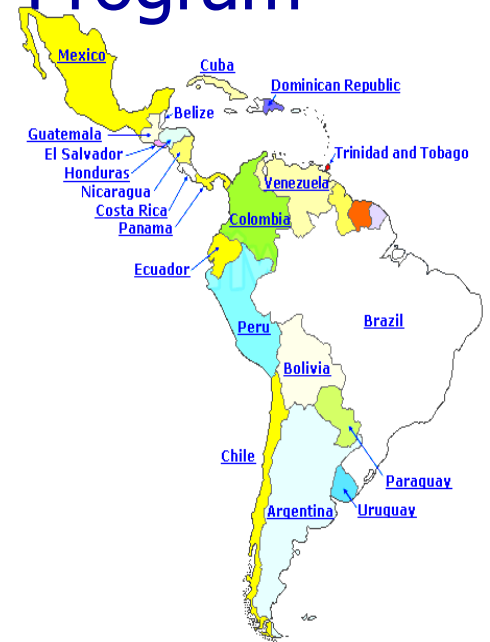 Program
Mexico
Cuba
Dominican Republic
Belize
Guatemala
El Salvador
Honduras
Nicaragua
Costa Rica
Panama
Trinidad and Tobago
Venezuela
Colombia
Ecuador
Peru
Brazil
Bolivia
Chile
Paraguay
Argentina
Uruguay